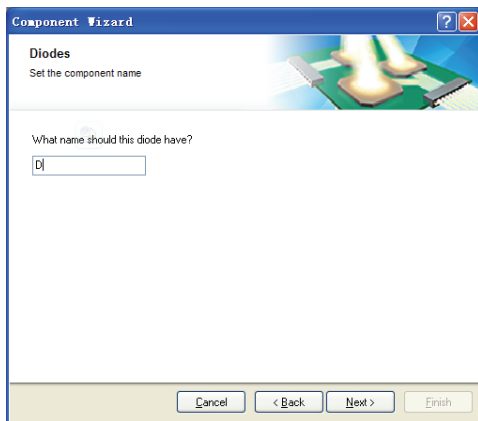 Component Wizard
Diodes
Set the component name
What name should this diode have?
D
Cancel
< Back
Next >
Finish